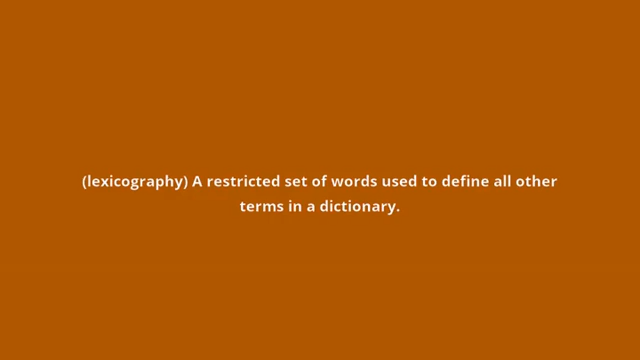 (lexicography) A restricted set of words used to define all other
terms in a dictionary.